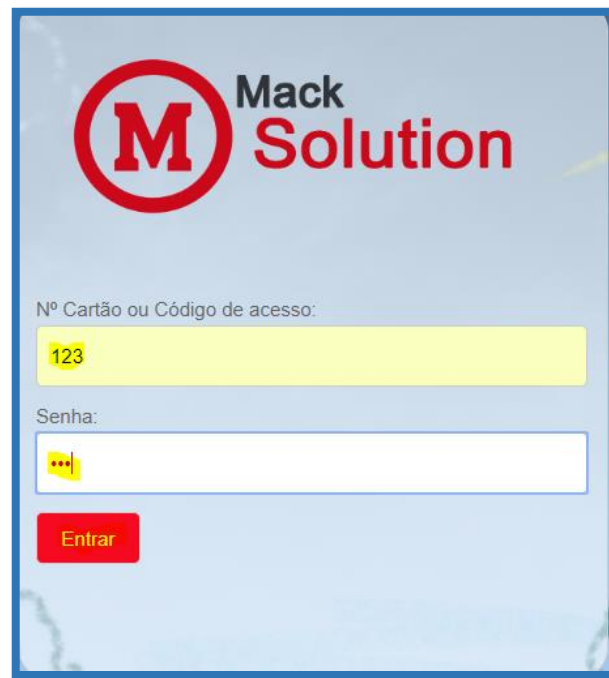 M
Mack
Solution
Nº Cartão ou Código de acesso:
123
Senha:
•••
Entrar